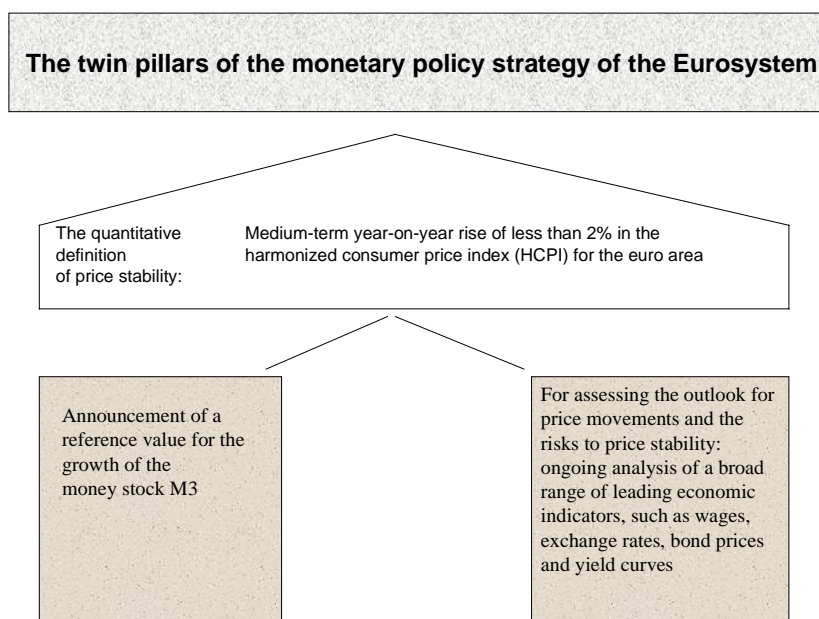 The twin pillars of the monetary policy strategy of the Eurosystem
The quantitative
definition
of price stability:
Medium-term year-on-year rise of less than 2% in the
harmonized consumer price index (HCPI) for the euro area
Announcement of a
reference value for the
growth of the
money stock M3
For assessing the outlook for
price movements and the
risks to price stability:
ongoing analysis of a broad
range of leading economic
indicators, such as wages,
exchange rates, bond prices
and yield curves